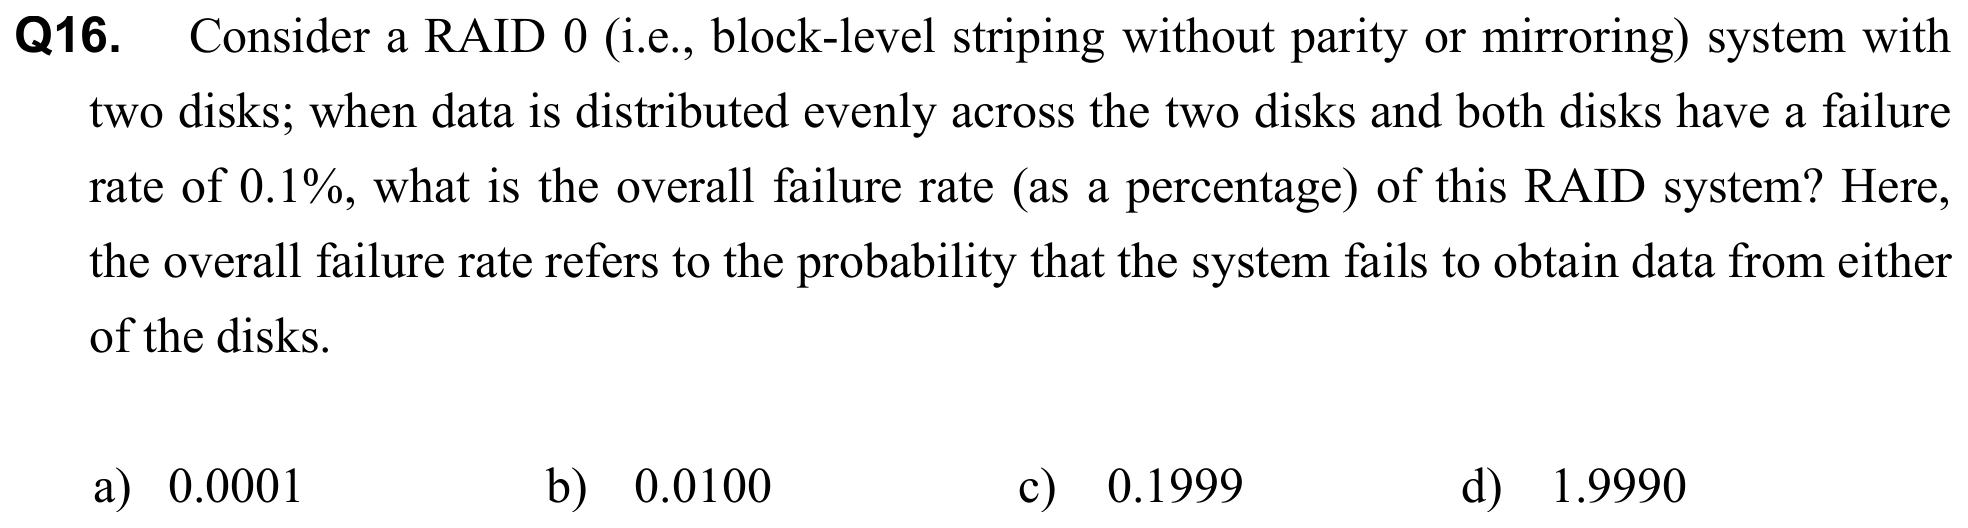 Q16. Consider a RAID 0 (i.e., block-level striping without parity or mirroring) system with
two disks; when data is distributed evenly across the two disks and both disks have a failure
rate of 0.1%, what is the overall failure rate (as a percentage) of this RAID system? Here,
the overall failure rate refers to the probability that the system fails to obtain data from either
of the disks.
a) 0.0001 b) 0.0100 c) 0.1999 d) 1.9990